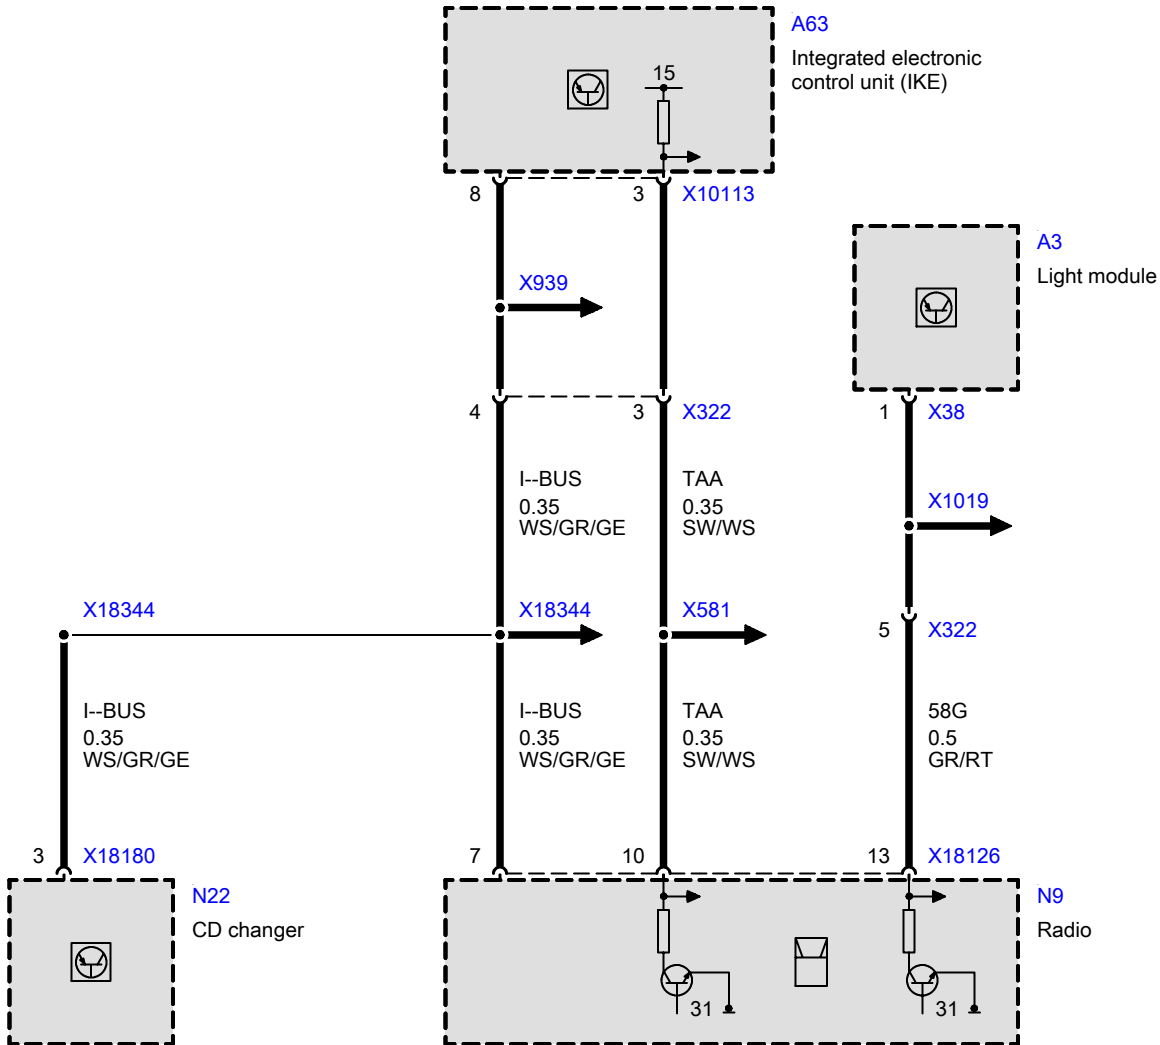 A63
Integrated electronic
control unit (IKE)
15
8
3
X10113
A3
Light module
X939
4
3
X322
1
X38
I--BUS
0.35
WS/GR/GE
TAA
0.35
SW/WS
X1019
X18344
X18344
X581
5
X322
I--BUS
0.35
WS/GR/GE
I--BUS
0.35
WS/GR/GE
TAA
0.35
SW/WS
58G
0.5
GR/RT
3
X18180
7
10
13
X18126
N22
CD changer
N9
Radio
31
31